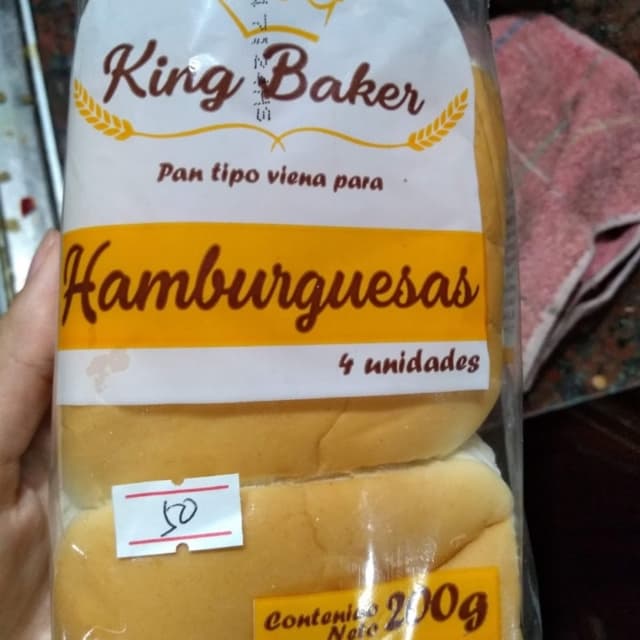 King Baker
Pan tipo viena para
Hamburguesas
4 unidades
50
Contenido
Neto 200g